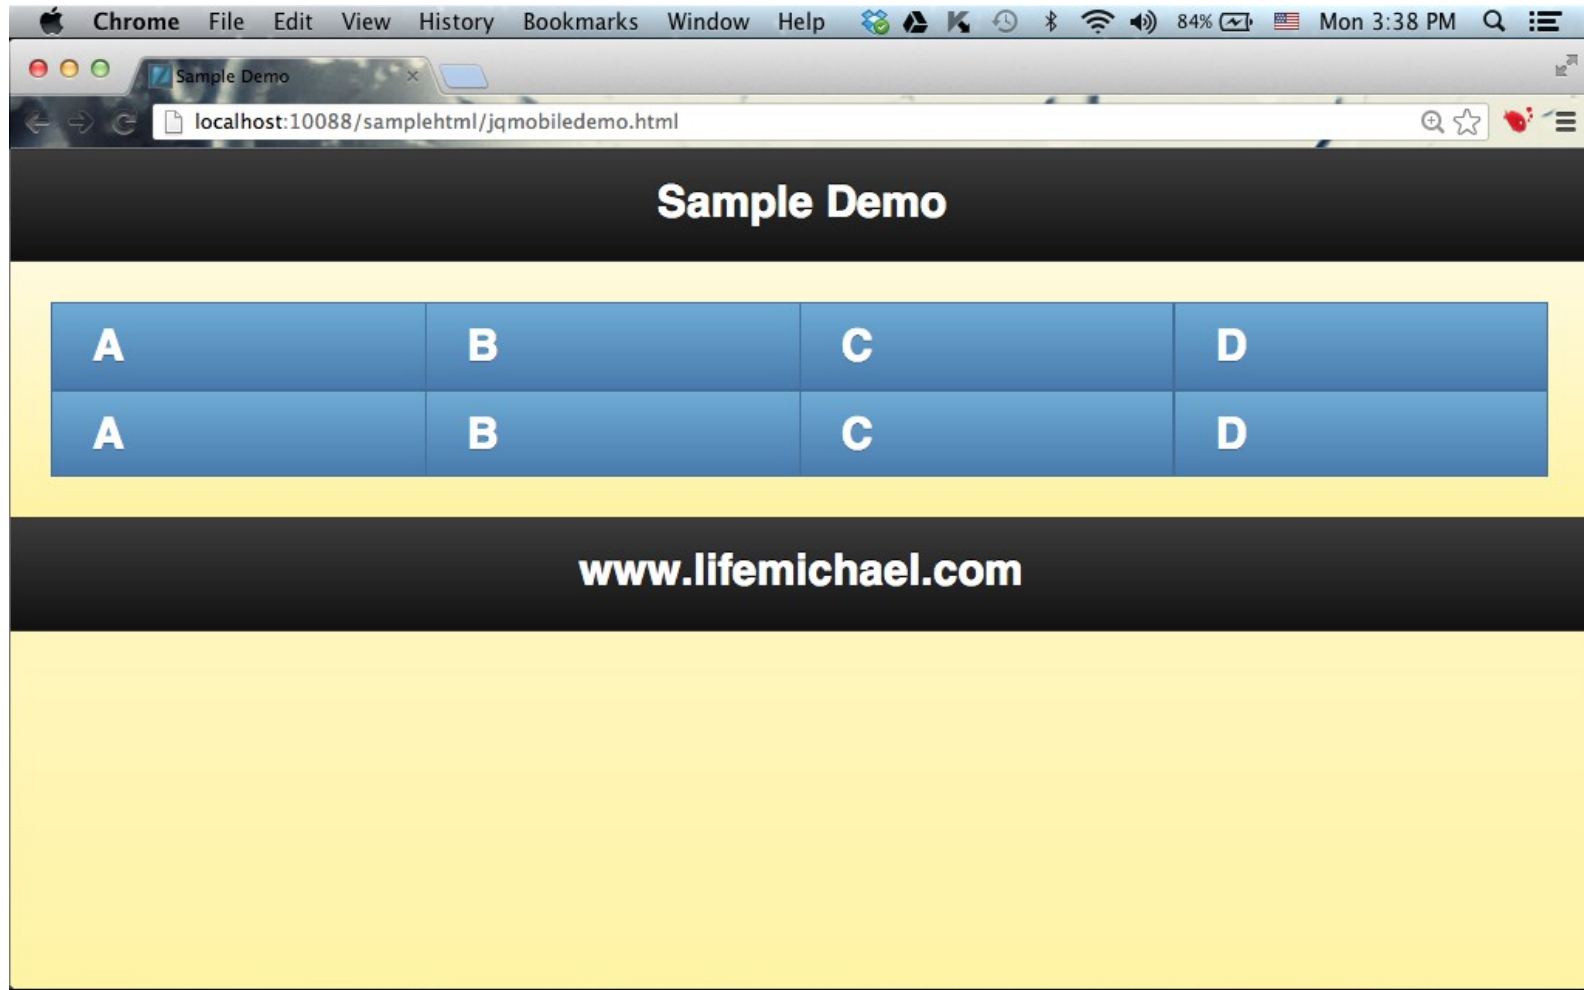 Chrome File Edit View History Bookmarks Window Help 84% Mon 3:38 PM
Sample Demo
localhost:10088/samplehtml/jqmobiledemo.html
Sample Demo
A B C D
A B C D
www.lifemichael.com